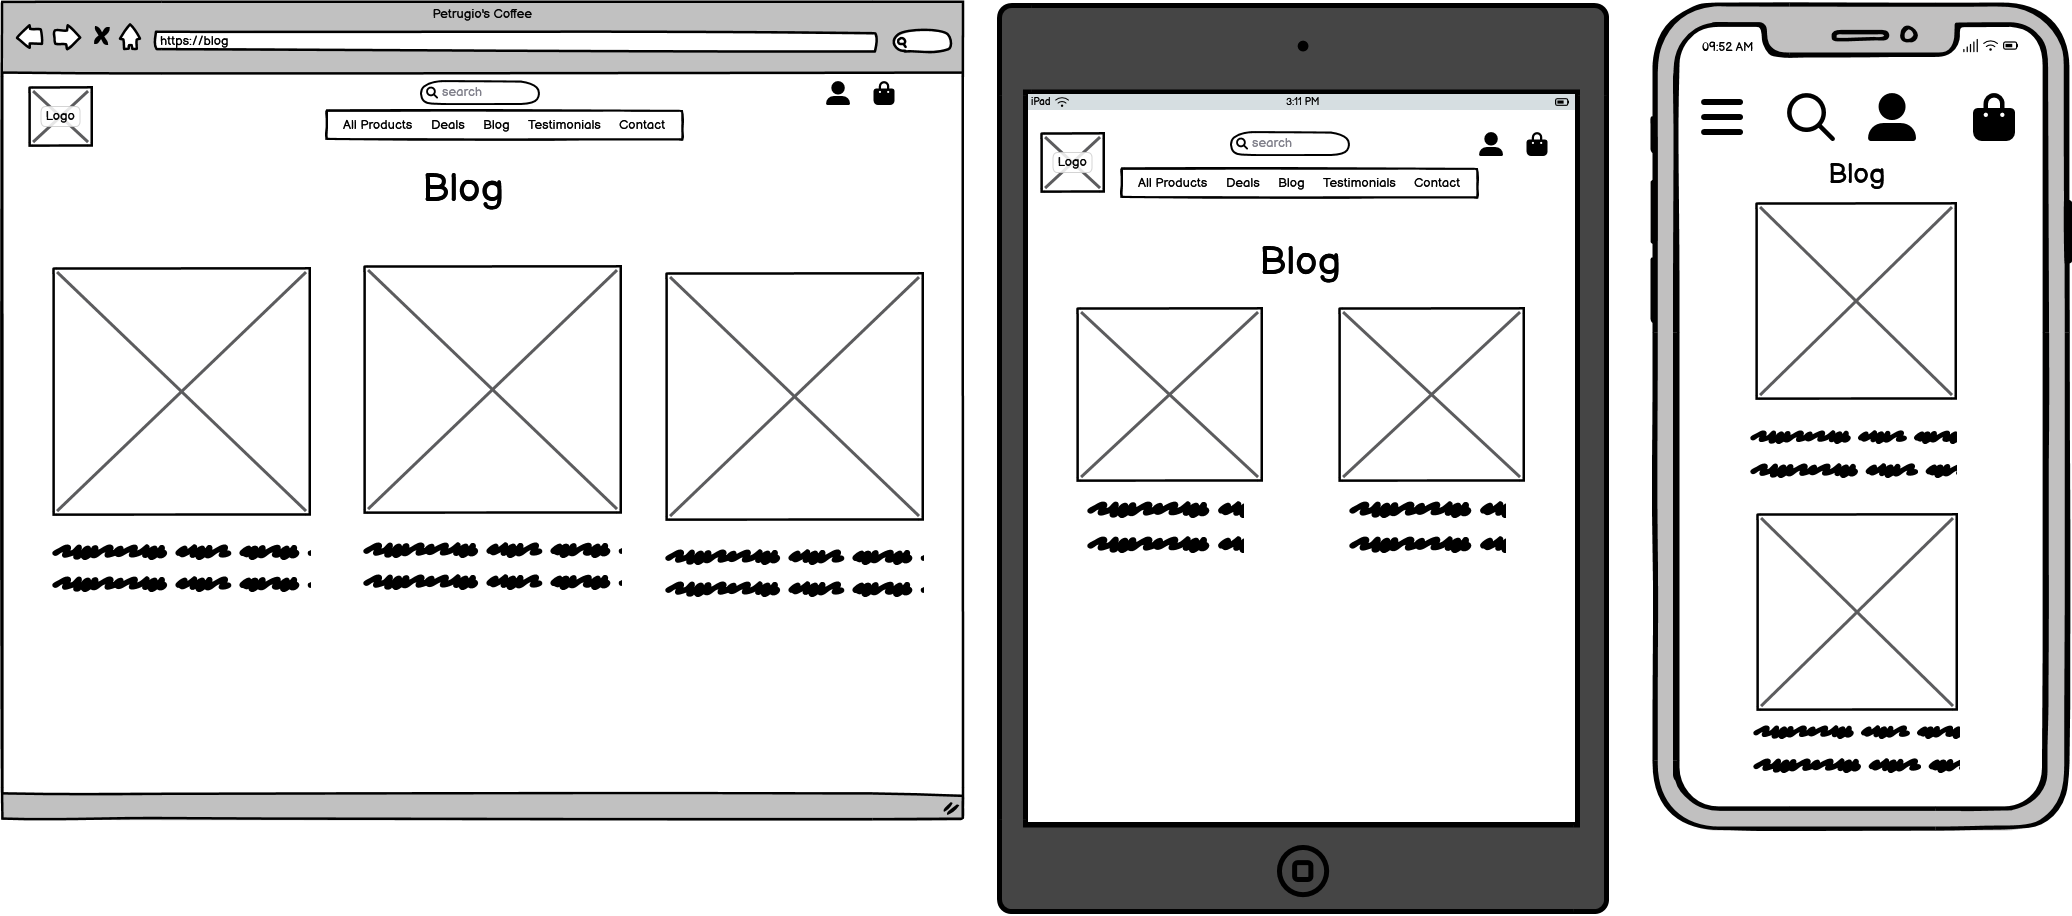 Petrugio's Coffee
https://blog
search
Logo
All Products Deals Blog Testimonials Contact
Blog
iPad 3:11 PM
search
Logo
All Products Deals Blog Testimonials Contact
Blog
09:52 AM
Blog